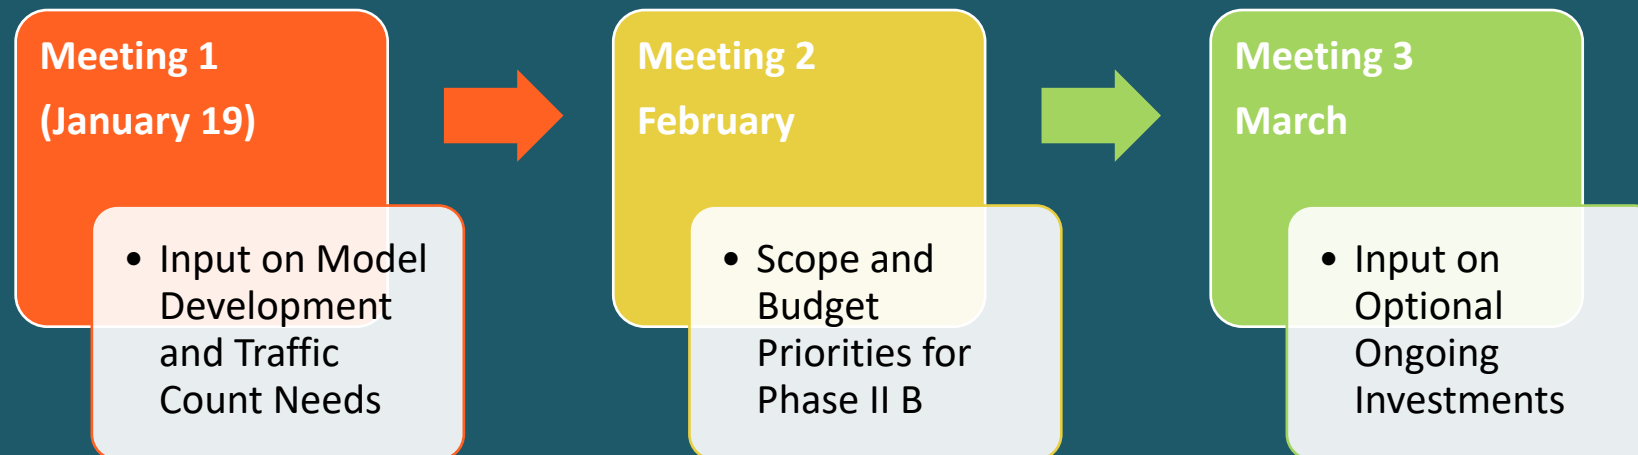 Meeting 1
(January 19)
• Input on Model
Development
and Traffic
Count Needs
Meeting 2
February
• Scope and
Budget
Priorities for
Phase II B
Meeting 3
March
• Input on
Optional
Ongoing
Investments